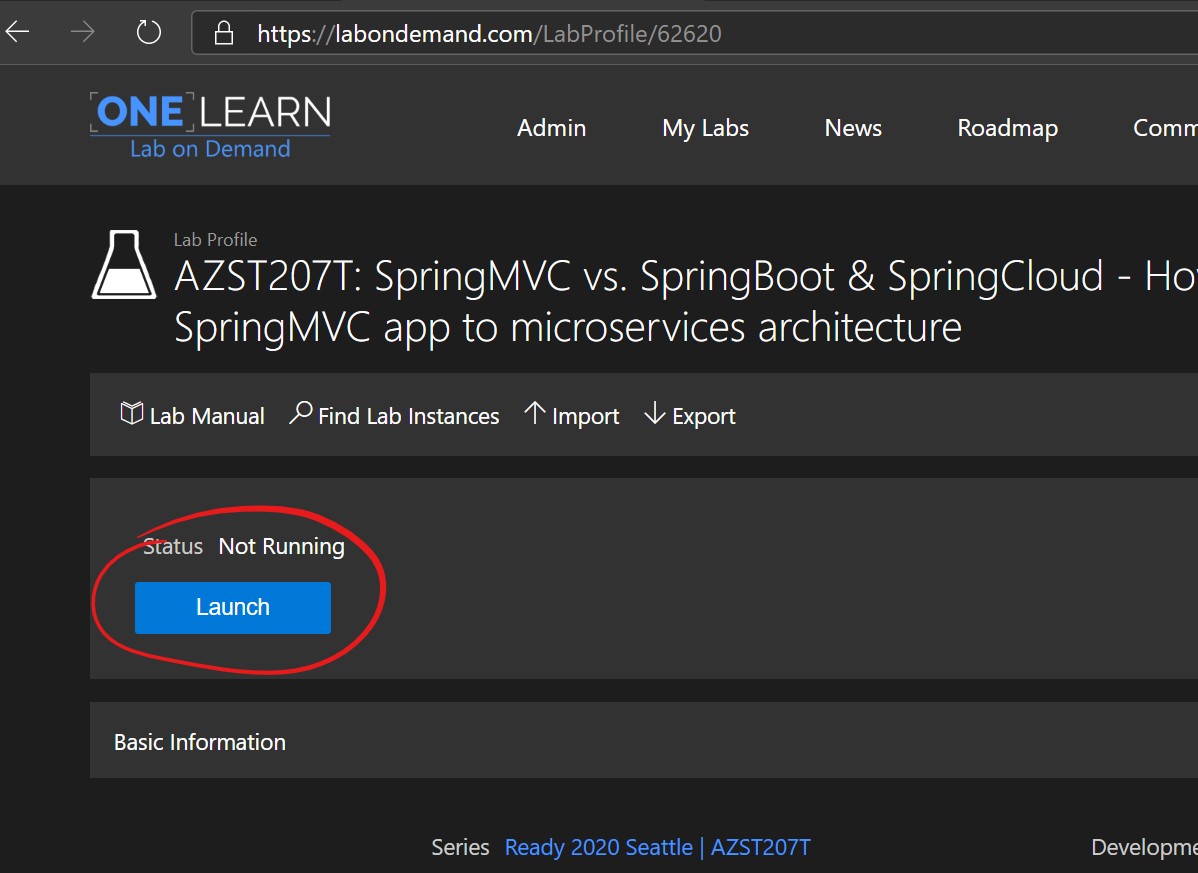 https://labondemand.com/LabProfile/62620
ONE LEARN
Lab on Demand
Admin My Labs News Roadmap Comm
Lab Profile
AZST207T: SpringMVC vs. SpringBoot & SpringCloud - Ho
SpringMVC app to microservices architecture
Lab Manual Find Lab Instances Import Export
Status Not Running
Launch
Basic Information
Series Ready 2020 Seattle | AZST207T Developme